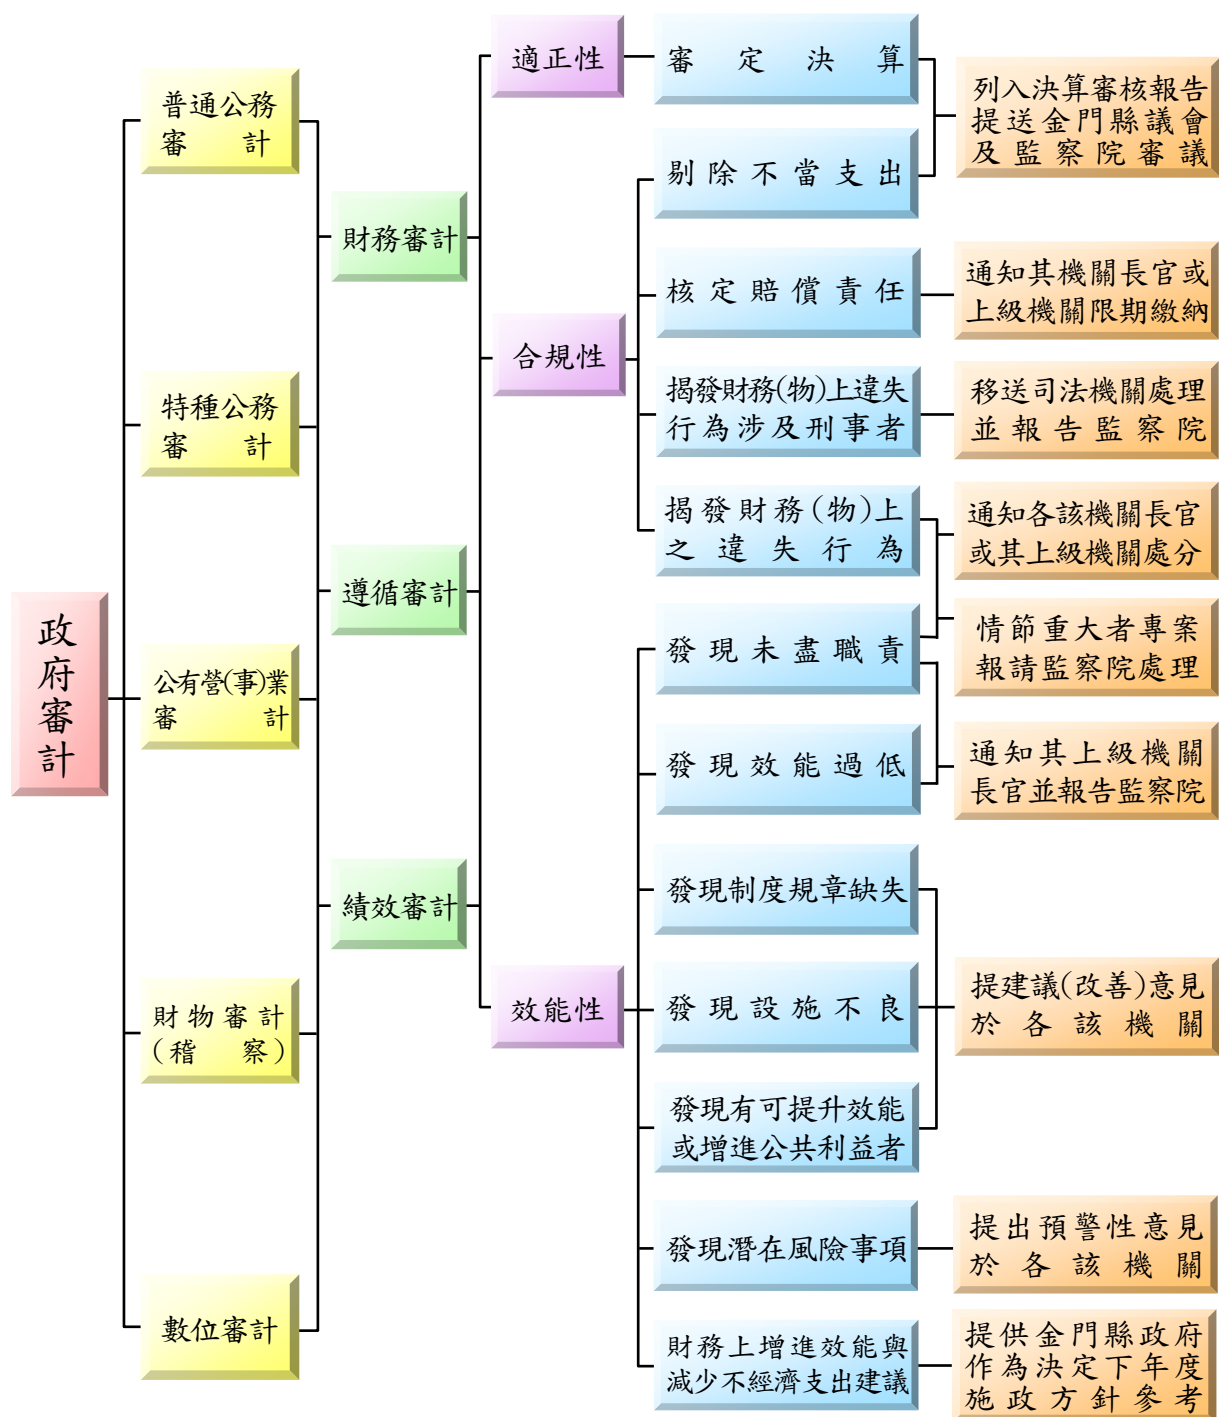 政府審計
普通公務
審計
特種公務
審計
公有營(事)業
審計
財物審計
(稽察)
數位審計
財務審計
遵循審計
績效審計
適正性
合規性
效能性
審定決算
剔除不當支出
核定賠償責任
揭發財務(物)上違失
行為涉及刑事者
揭發財務(物)上
之違失行為
發現未盡職責
發現效能過低
發現制度規章缺失
發現設施不良
發現有可提升效能
或增進公共利益者
發現潛在風險事項
財務上增進效能與
減少不經濟支出建議
列入決算審核報告
提送金門縣議會
及監察院審議
通知其機關長官或
上級機關限期繳納
移送司法機關處理
並報告監察院
通知各該機關長官
或其上級機關處分
情節重大者專案
報請監察院處理
通知其上級機關
長官並報告監察院
提建議(改善)意見
於各該機關
提出預警性意見
於各該機關
提供金門縣政府
作為決定下年度
施政方針參考